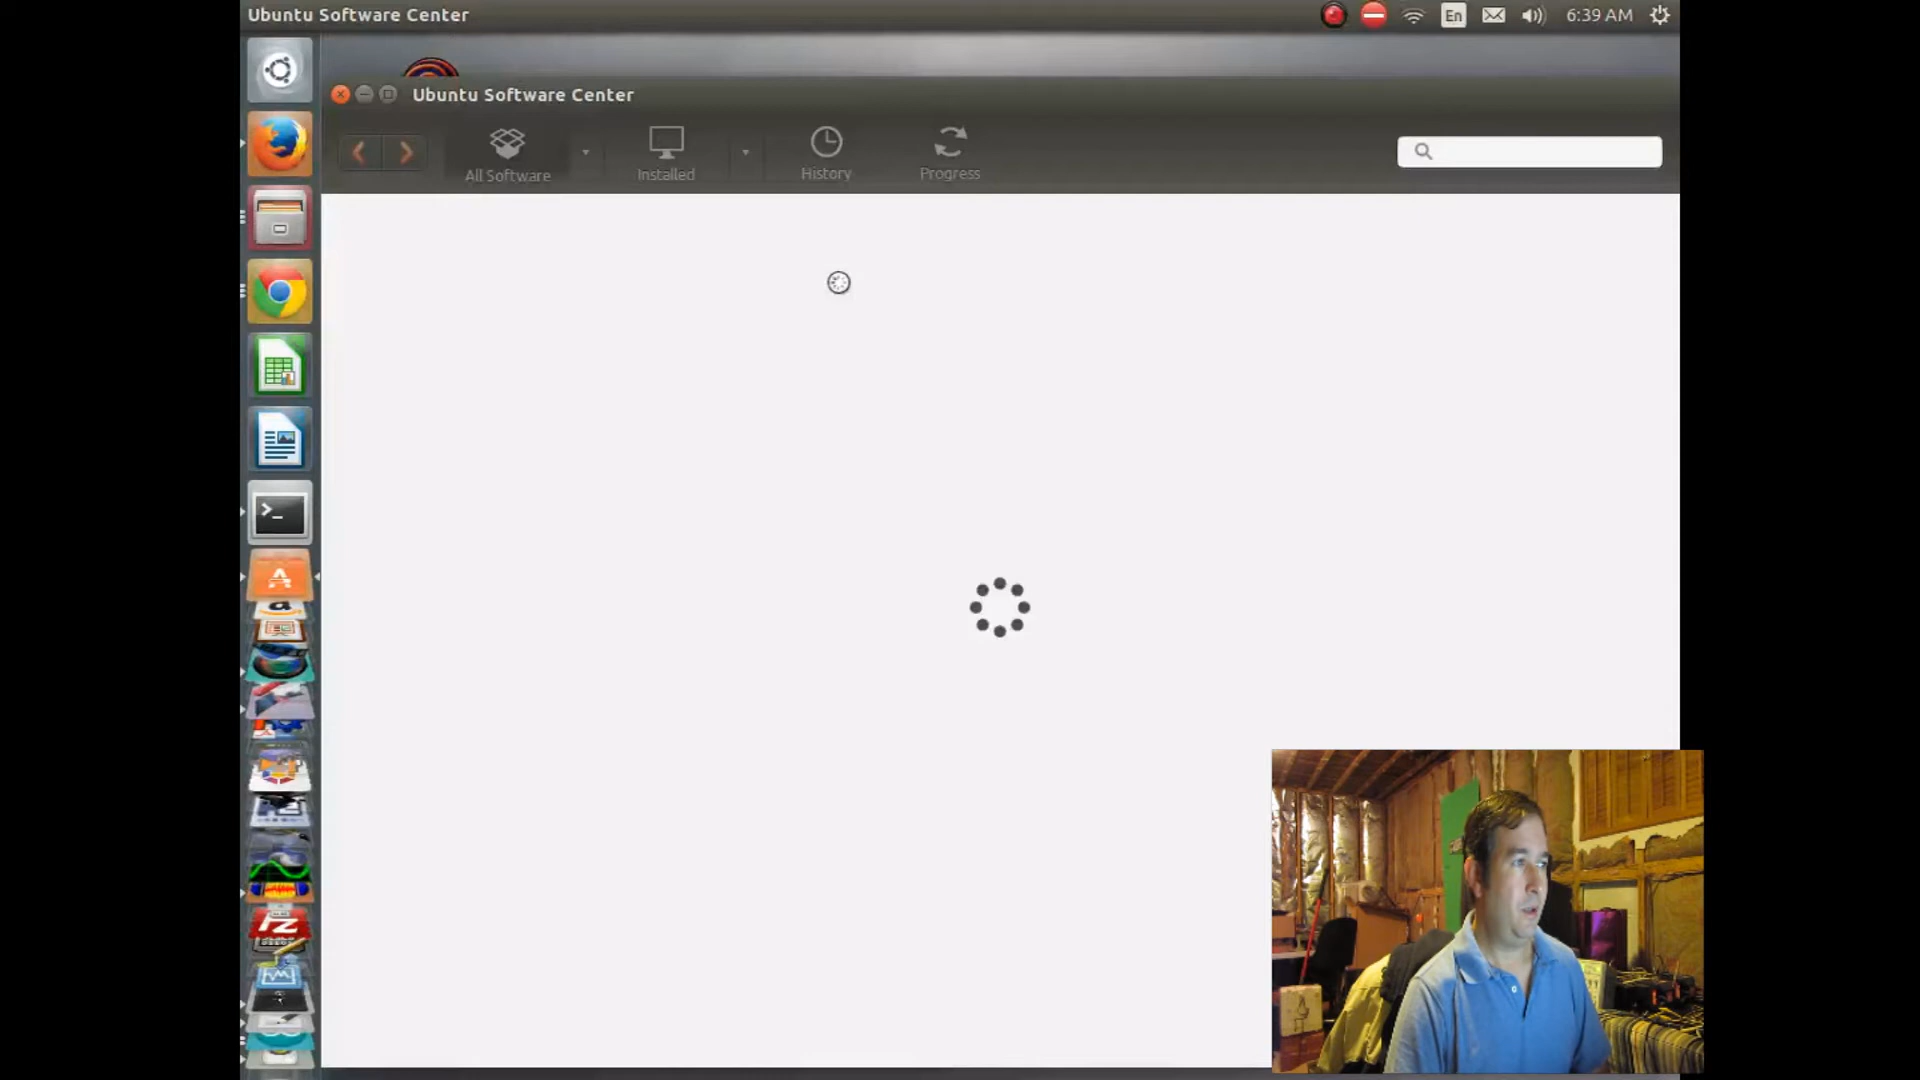 Ubuntu Software Center
En
6:39 AM
Ubuntu Software Center
All Software
Installed
History
Progress